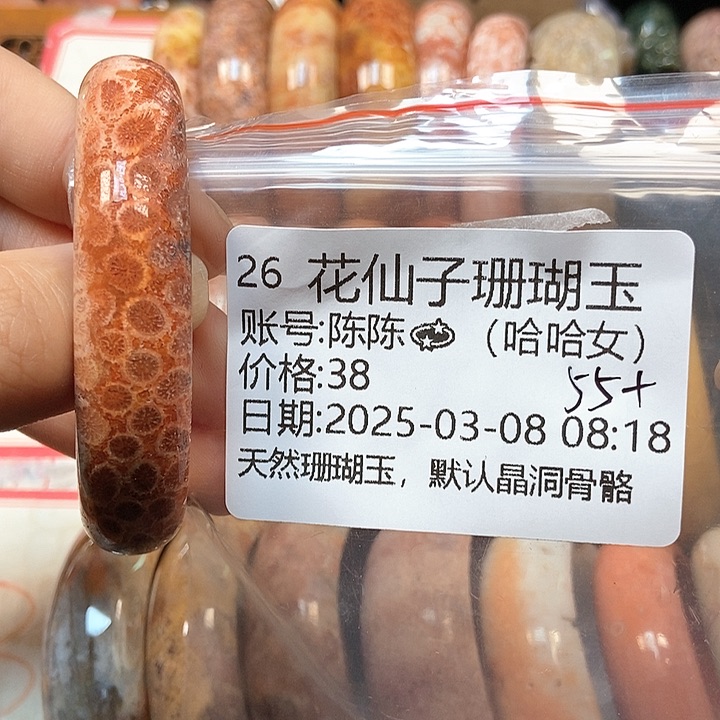 26 花仙子珊瑚玉
账号:陈陈💫 (哈哈女)
价格:38
55+
日期:2025-03-08 08:18
天然珊瑚玉，默认晶洞骨骼